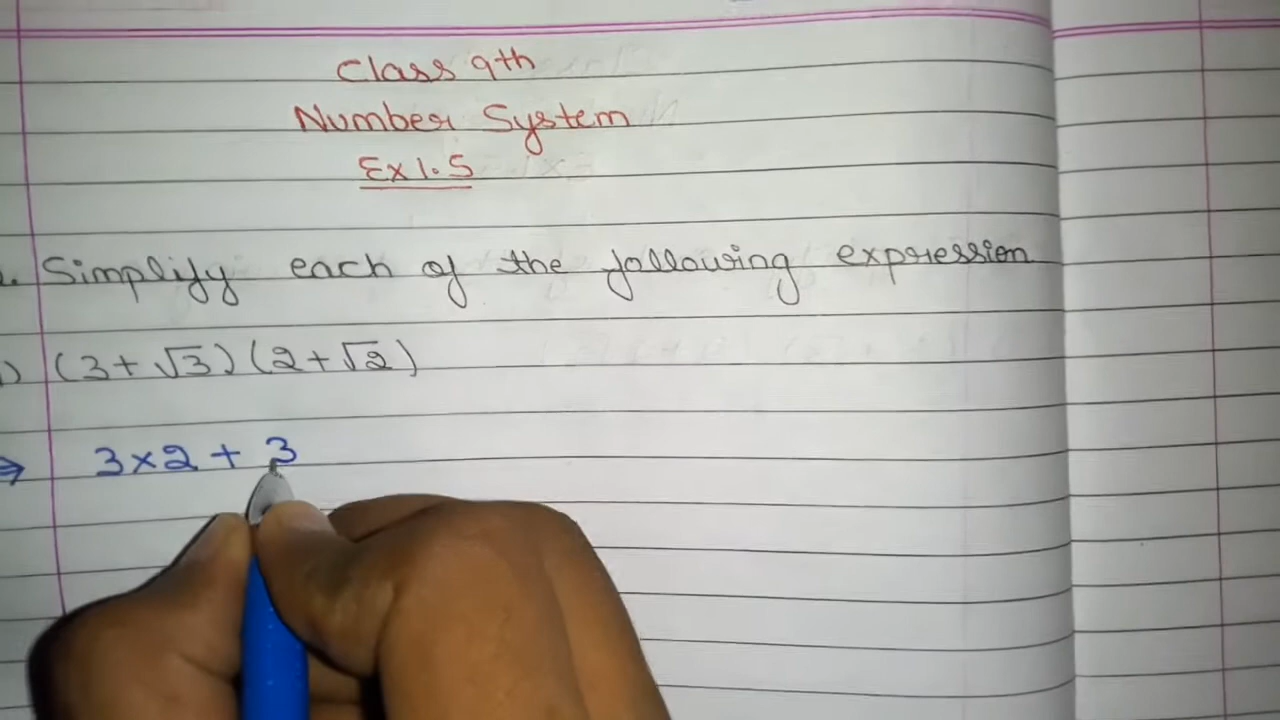 Class 9th
Number System
Ex 1.5
Simplify each of the following expression
(3+√3)(2+√2)
⇒ 3×2 + 3